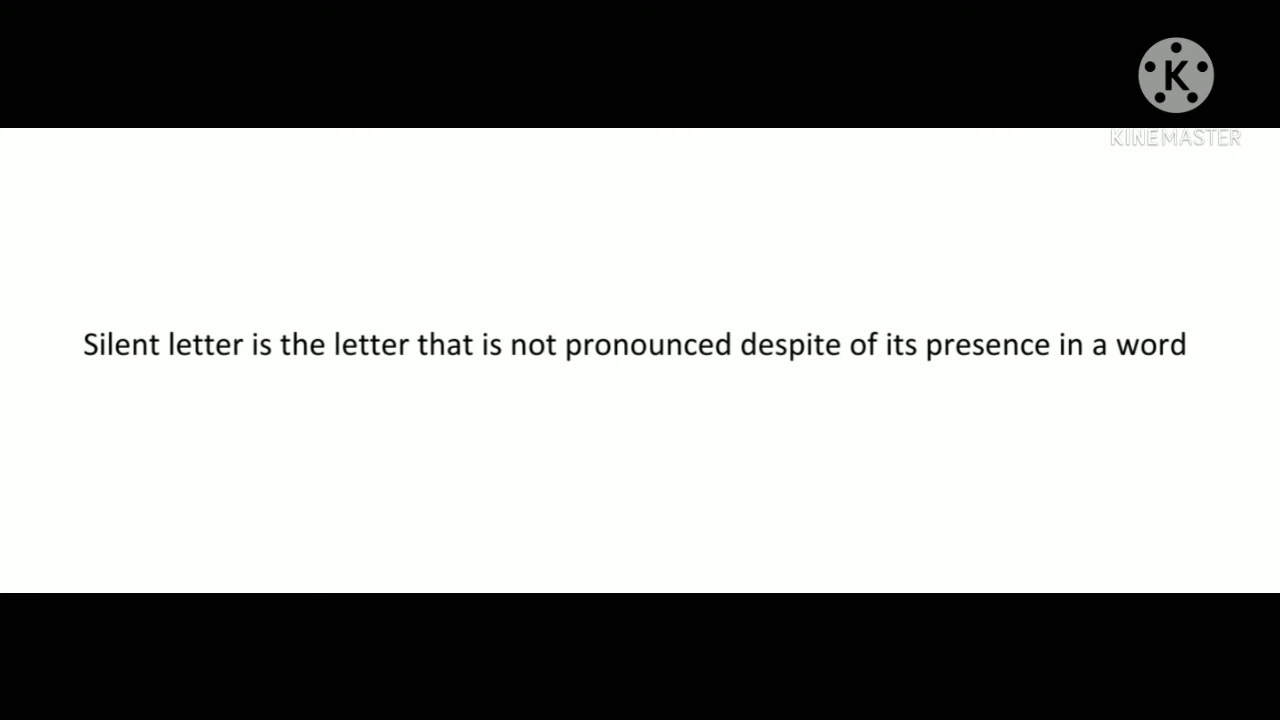 K
KINEMASTER
Silent letter is the letter that is not pronounced despite of its presence in a word